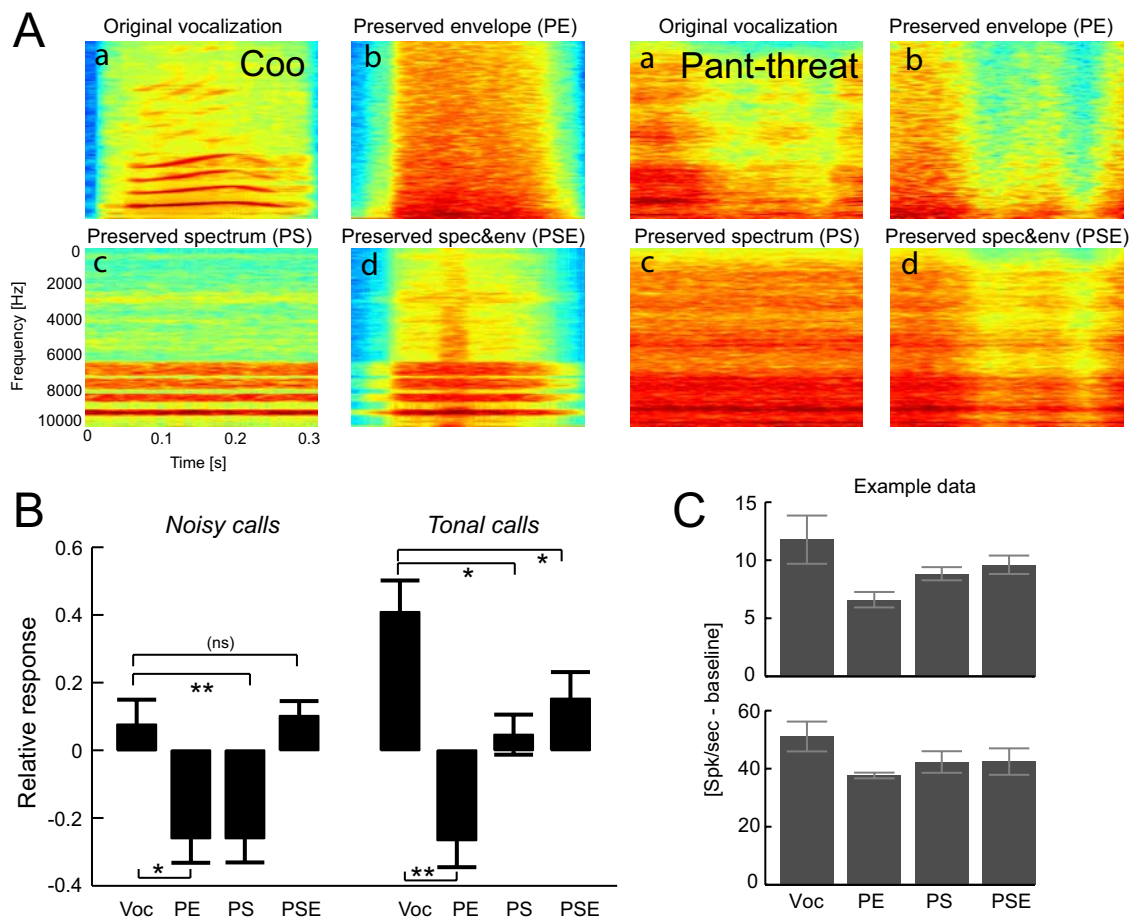 A
Original vocalization
Preserved envelope (PE)
Original vocalization
Preserved envelope (PE)
a
Coo
b
a
Pant-threat
b
Preserved spectrum (PS)
Preserved spec&env (PSE)
Preserved spectrum (PS)
Preserved spec&env (PSE)
c
d
c
d
Frequency [Hz]
0
2000
4000
6000
8000
10000
0 0.1 0.2 0.3
Time [s]
B
Noisy calls
Tonal calls
Relative response
0.6
0.4
0.2
0
-0.2
-0.4
(ns)
**
*
*
*
**
Voc PE PS PSE
Voc PE PS PSE
C
Example data
[Spk/sec - baseline]
15
10
5
0
60
40
20
0
Voc PE PS PSE